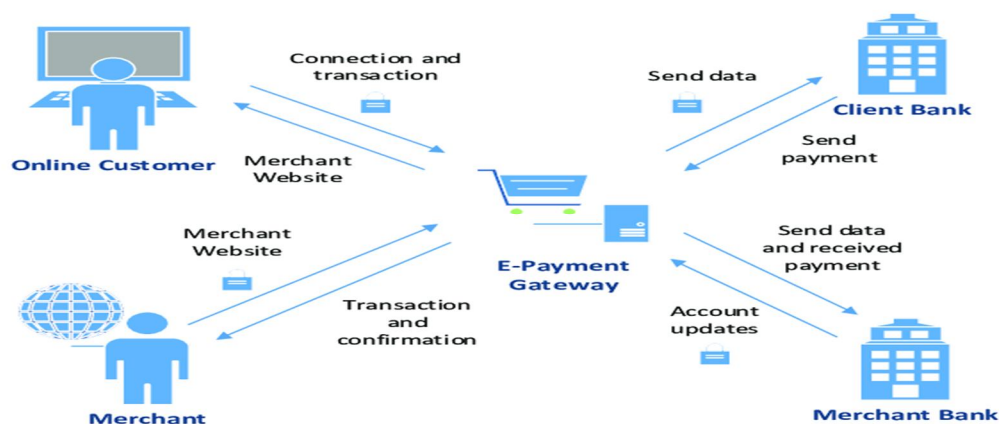 Connection and
transaction
Send data
Client Bank
Online Customer
Merchant
Website
Send
payment
Merchant
Website
E-Payment
Gateway
Send data
and received
payment
Transaction
and
confirmation
Account
updates
Merchant
Merchant Bank